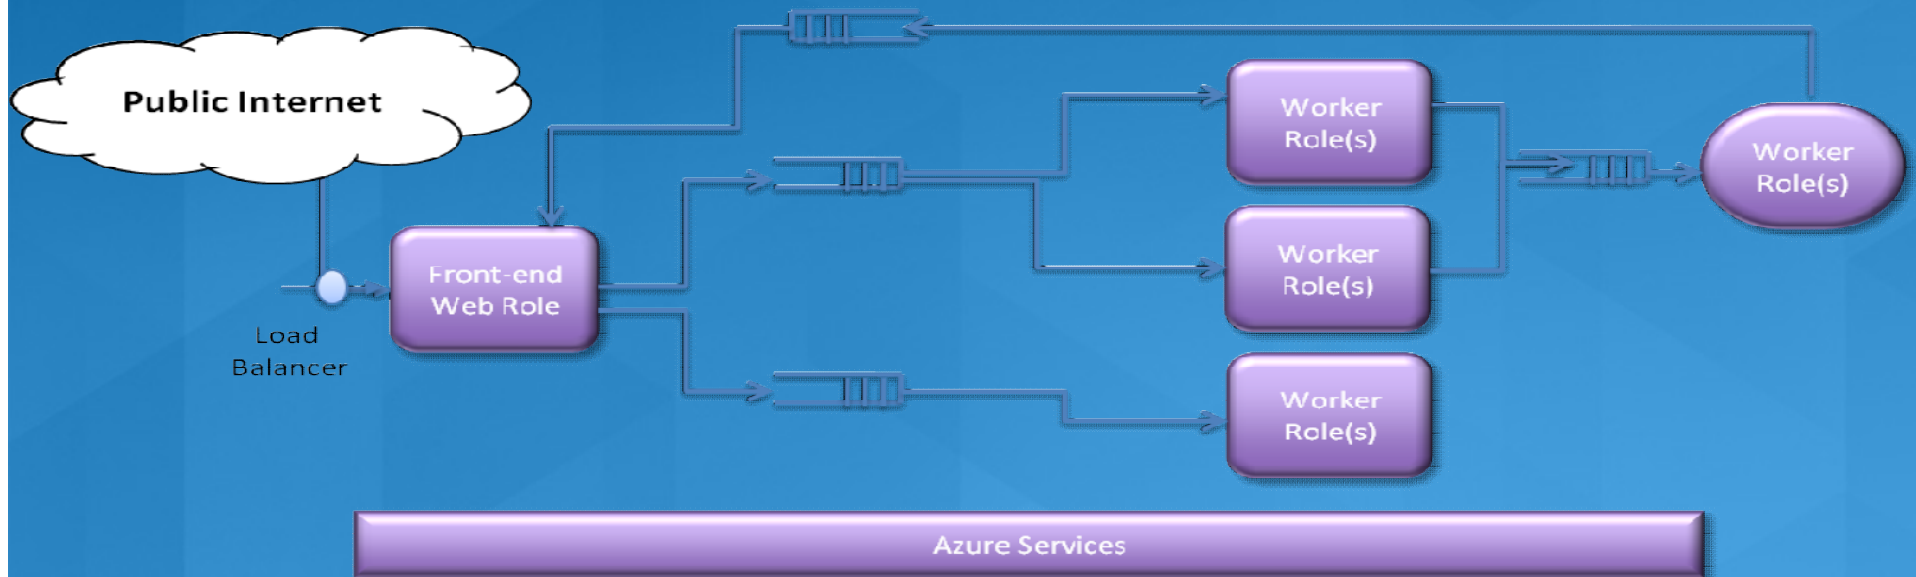 Public Internet
Worker
Role(s)
Worker
Role(s)
Worker
Role(s)
Front-end
Web Role
Load
Balancer
Worker
Role(s)
Azure Services